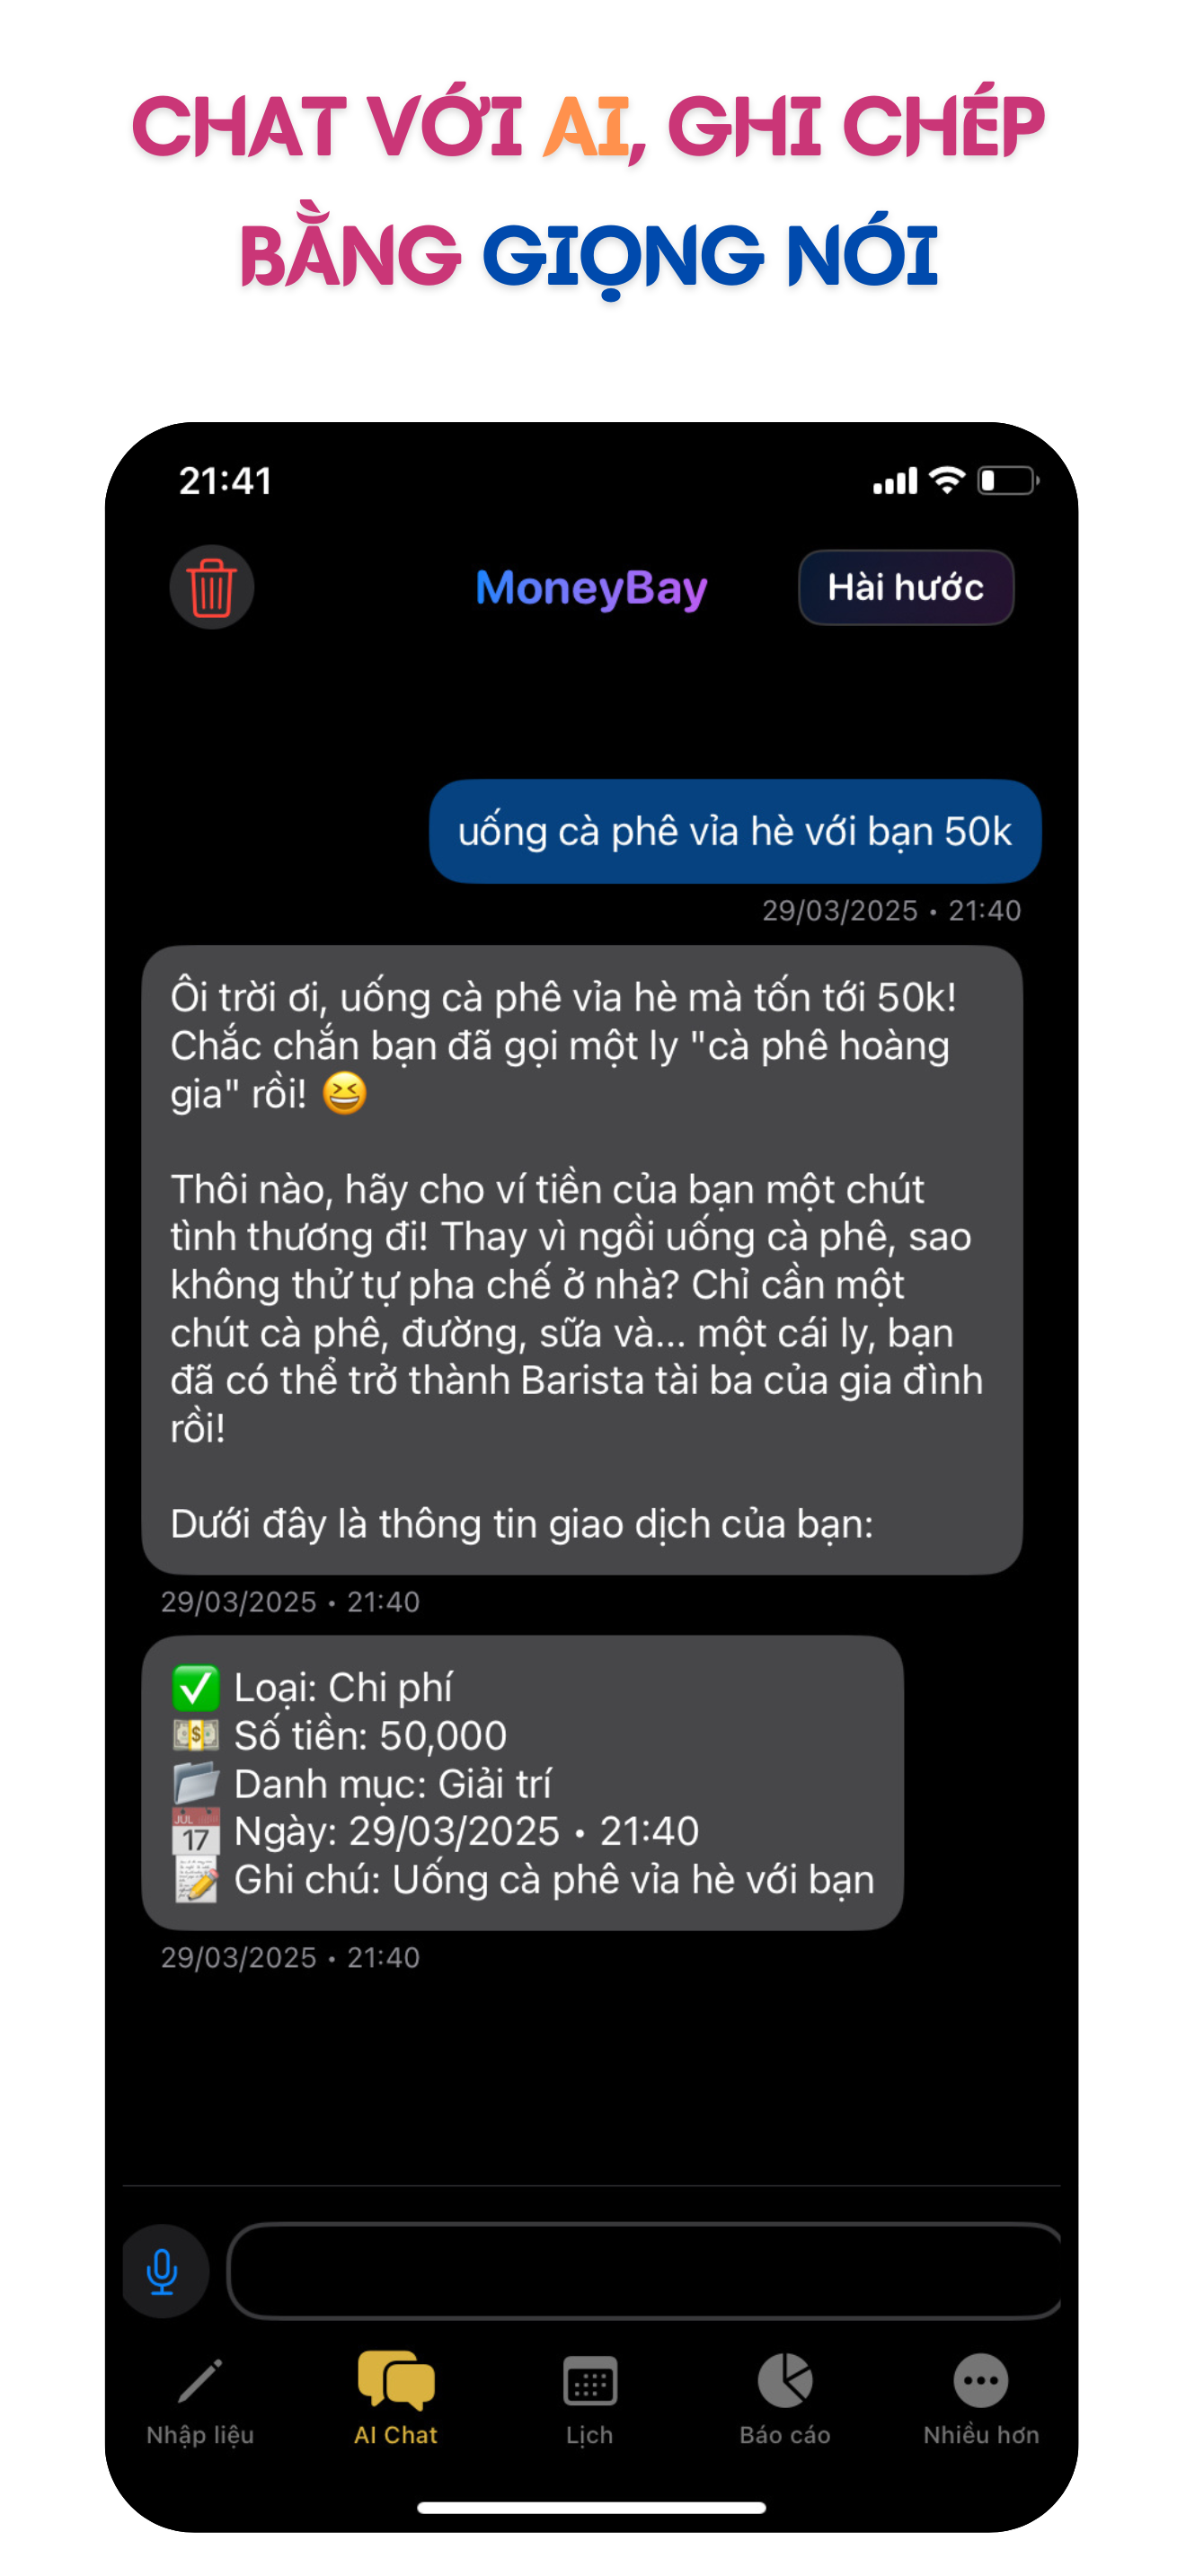 CHAT VỚI AI, GHI CHÉP
BẰNG GIỌNG NÓI
21:41
MoneyBay
Hài hước
uống cà phê vỉa hè với bạn 50k
29/03/2025 • 21:40
Ôi trời ơi, uống cà phê vỉa hè mà tốn tới 50k!
Chắc chắn bạn đã gọi một ly "cà phê hoàng
gia" rồi! 😆
Thôi nào, hãy cho ví tiền của bạn một chút
tình thương đi! Thay vì ngồi uống cà phê, sao
không thử tự pha chế ở nhà? Chỉ cần một
chút cà phê, đường, sữa và... một cái ly, bạn
đã có thể trở thành Barista tài ba của gia đình
rồi!
Dưới đây là thông tin giao dịch của bạn:
29/03/2025 • 21:40
✅ Loại: Chi phí
💵 Số tiền: 50,000
📁 Danh mục: Giải trí
📅 Ngày: 29/03/2025 • 21:40
📝 Ghi chú: Uống cà phê vỉa hè với bạn
29/03/2025 • 21:40
Nhập liệu
AI Chat
Lịch
Báo cáo
Nhiều hơn